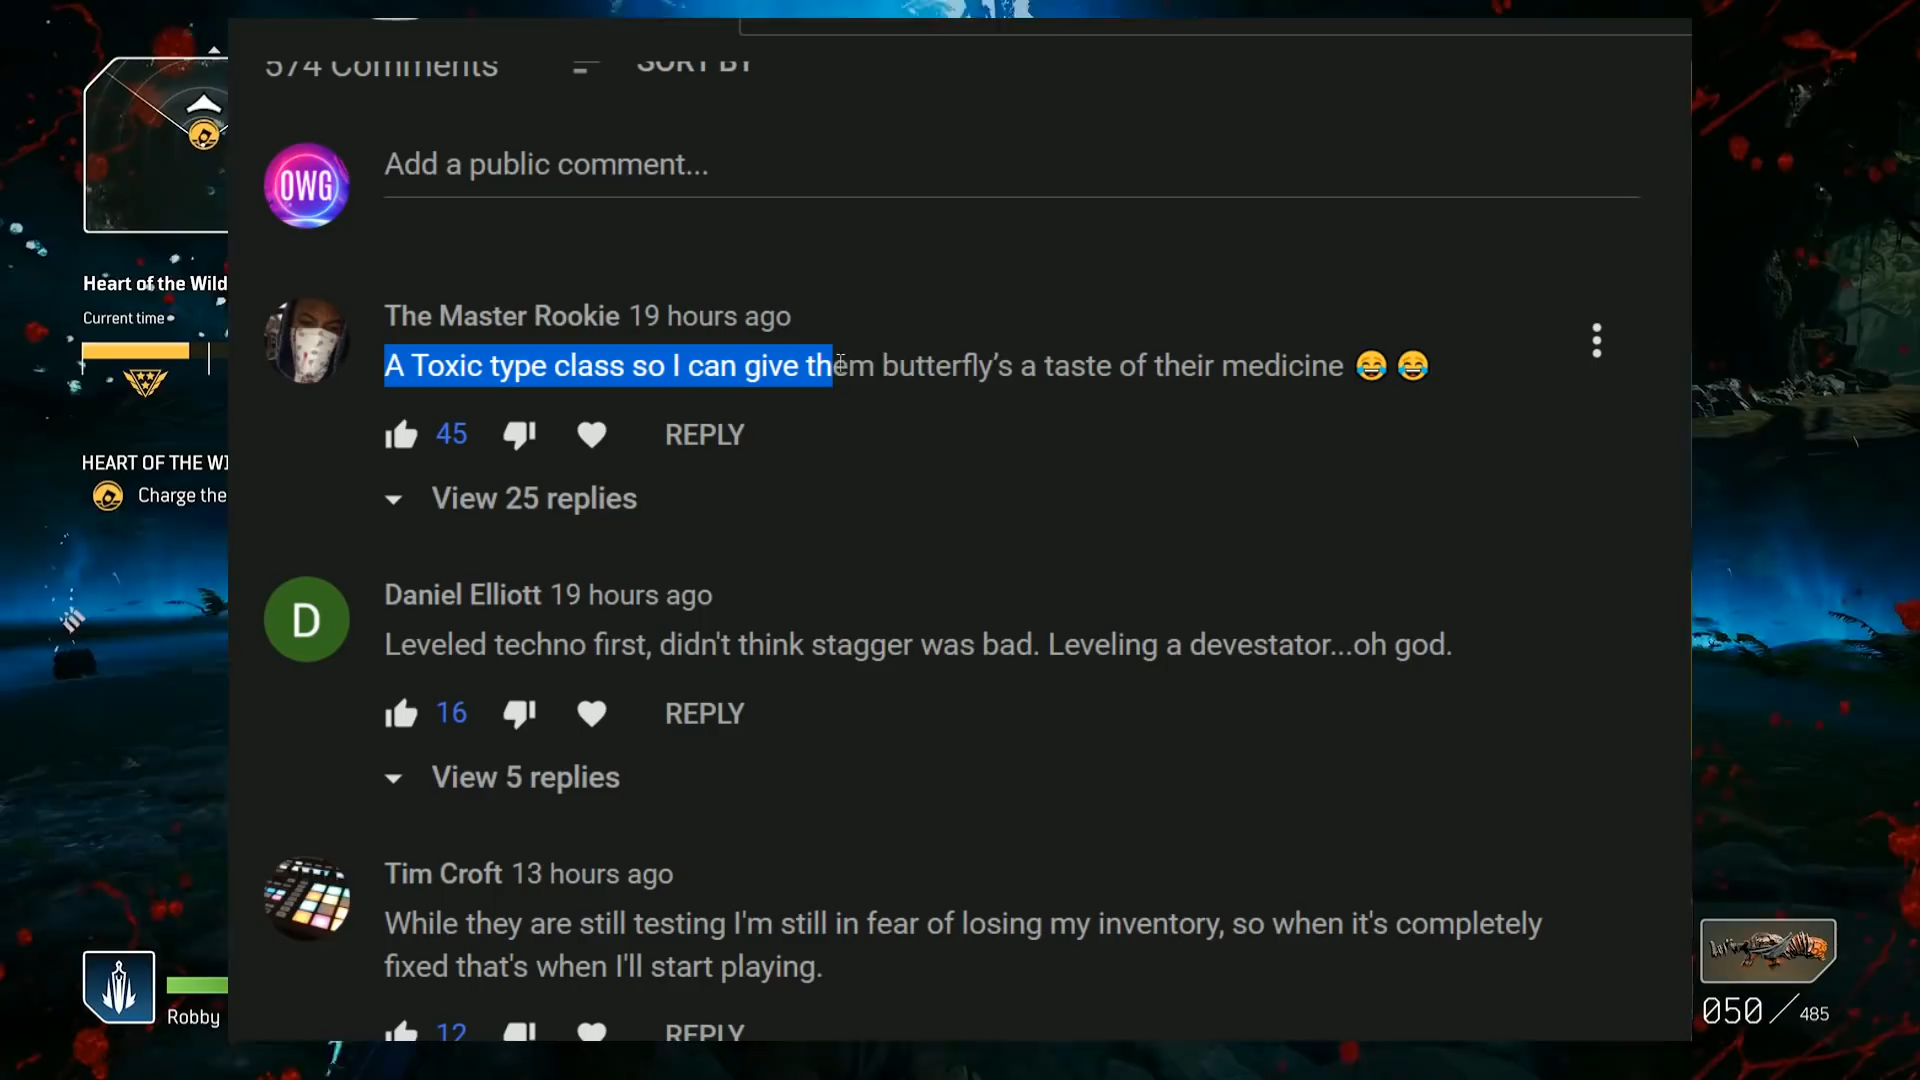 574 Comments
SORT BY
OWG
Add a public comment...
Heart of the Wild
Current time
The Master Rookie 19 hours ago
A Toxic type class so I can give them butterfly’s a taste of their medicine 😂 😂
45
REPLY
View 25 replies
HEART OF THE WI
Charge the
D
Daniel Elliott 19 hours ago
Leveled techno first, didn't think stagger was bad. Leveling a devestator...oh god.
16
REPLY
View 5 replies
Tim Croft 13 hours ago
While they are still testing I'm still in fear of losing my inventory, so when it's completely
fixed that's when I'll start playing.
12
REPLY
Robby
050 / 485